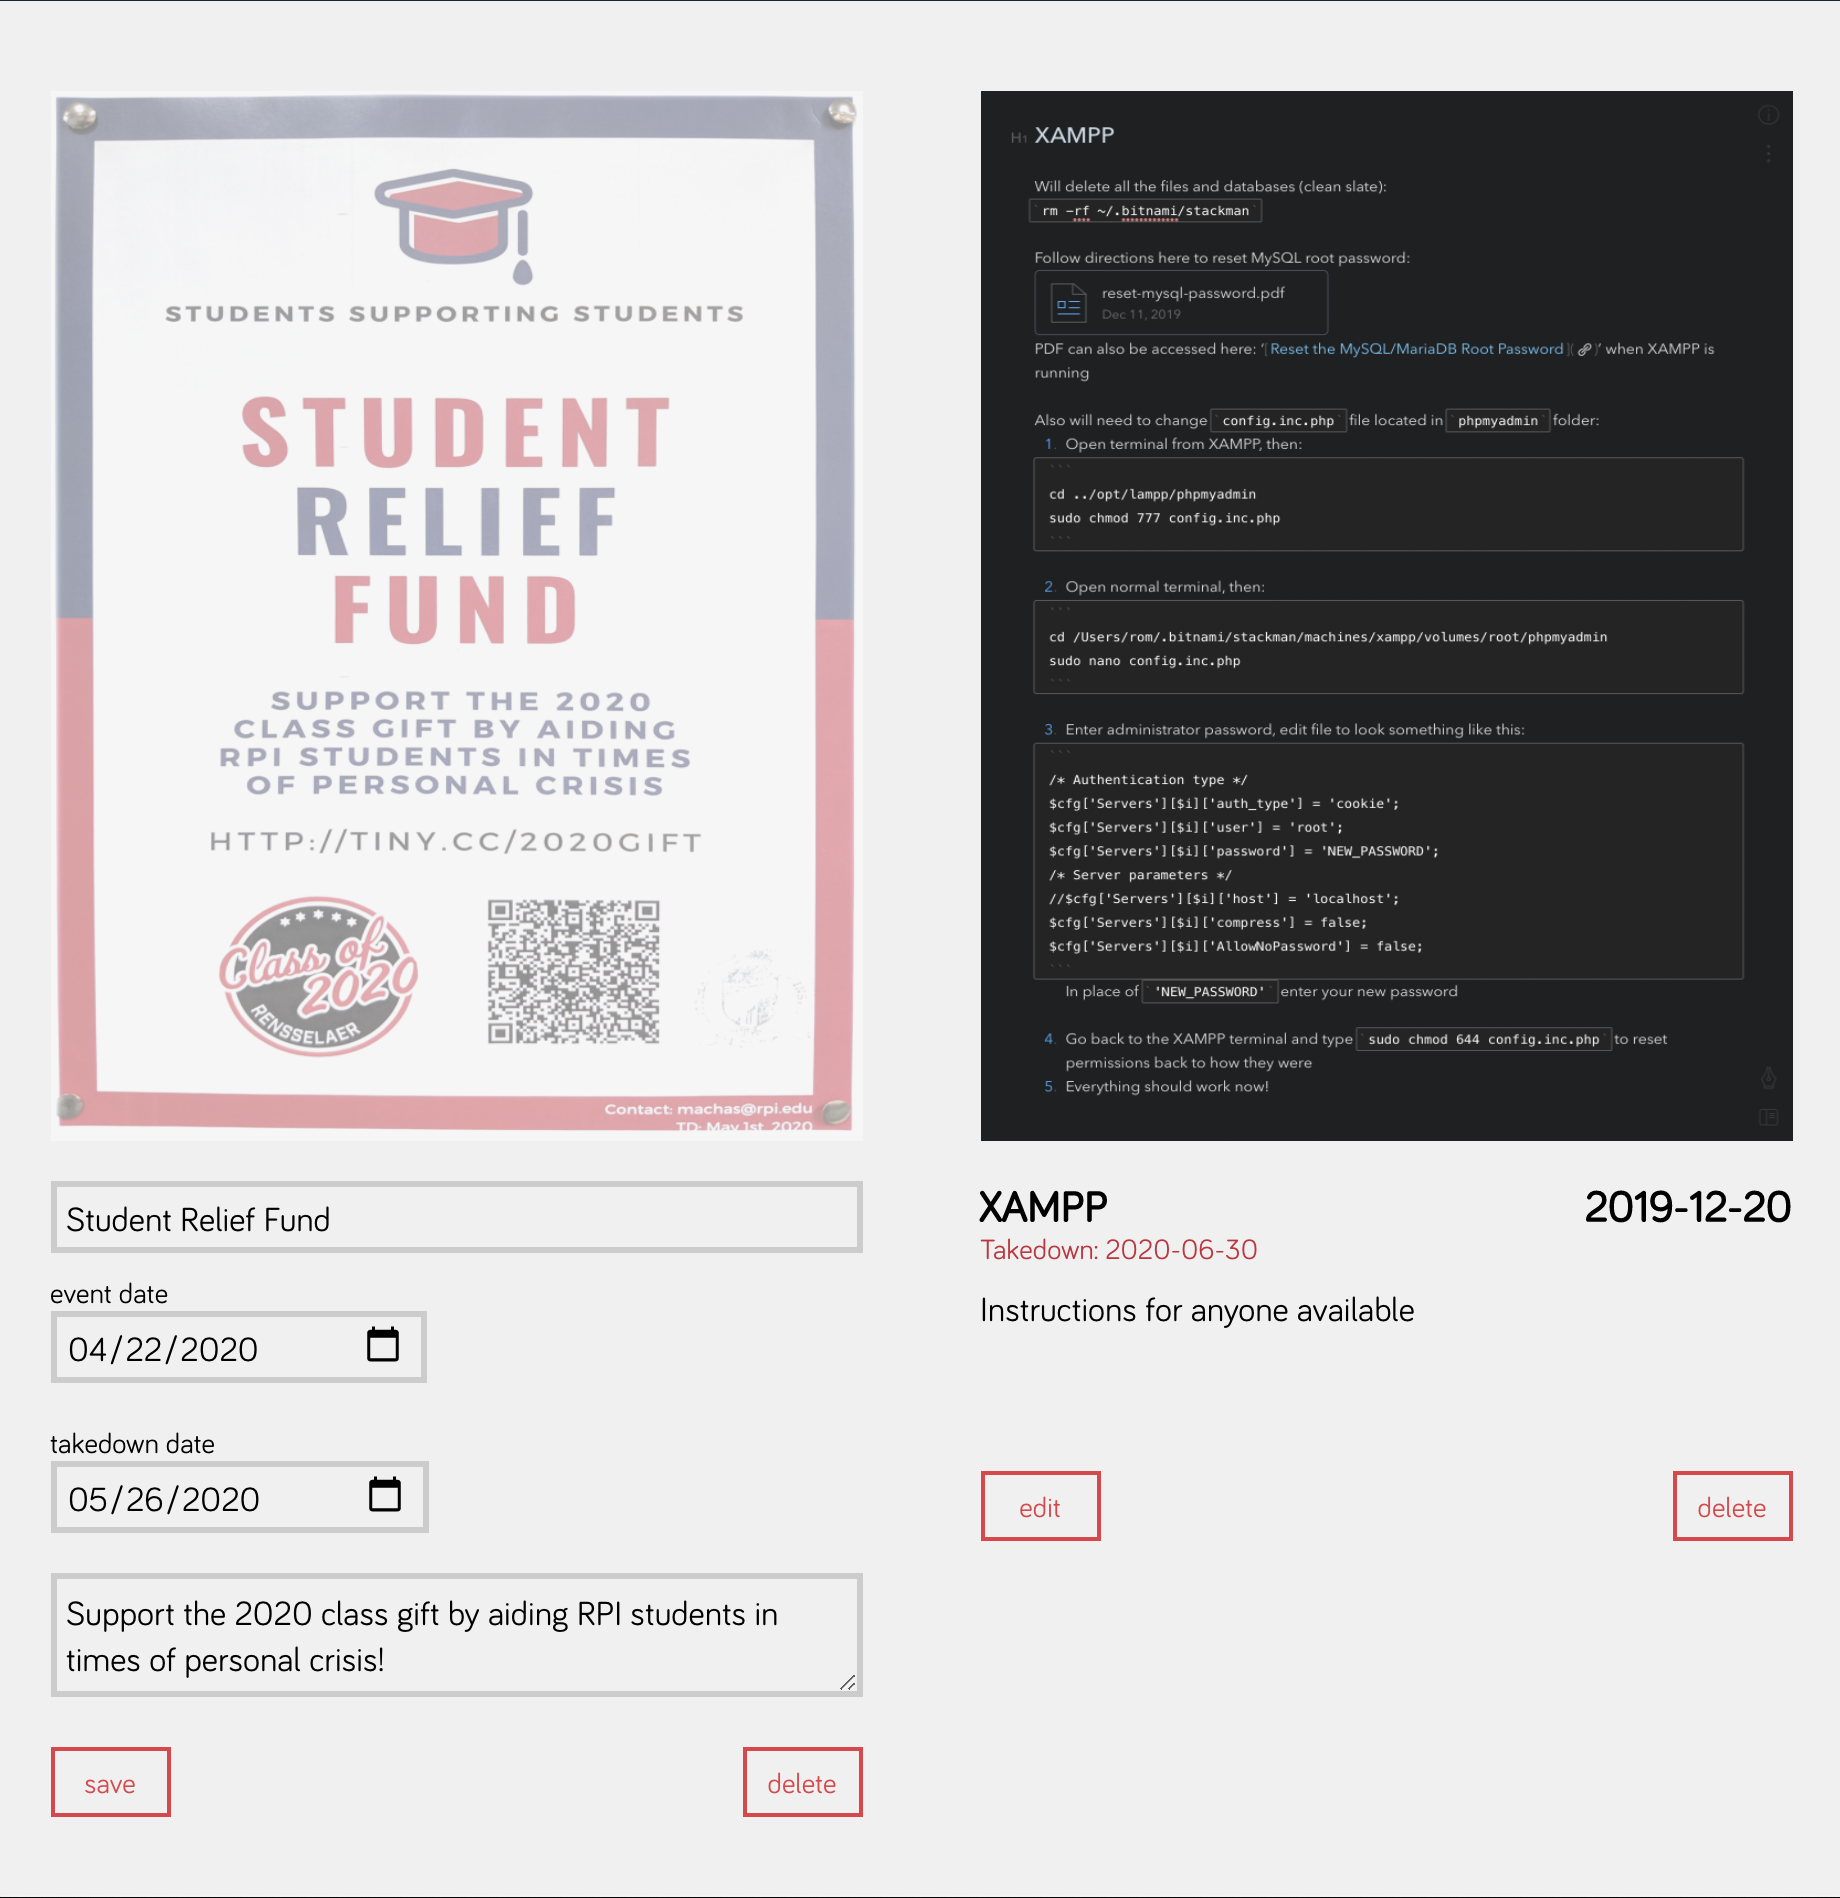 STUDENTS SUPPORTING STUDENTS
STUDENT
RELIEF
FUND
SUPPORT THE 2020
CLASS GIFT BY AIDING
RPI STUDENTS IN TIMES
OF PERSONAL CRISIS
HTTP://TINY.CC/2020GIFT
Class of
2020
RENSSELAER
Contact: machas@rpi.edu
TD: May 1st, 2020
Student Relief Fund
event date
04/22/2020
takedown date
05/26/2020
Support the 2020 class gift by aiding RPI students in
times of personal crisis!
save
delete
H1 XAMPP
Will delete all the files and databases (clean slate):
`rm -rf ~/.bitnami/stackman`
Follow directions here to reset MySQL root password:
reset-mysql-password.pdf
Dec 11, 2019
PDF can also be accessed here: '[Reset the MySQL/MariaDB Root Password]()' when XAMPP is
running
Also will need to change `config.inc.php` file located in `phpmyadmin` folder:
1. Open terminal from XAMPP, then:
```
cd ../opt/lampp/phpmyadmin
sudo chmod 777 config.inc.php
```
2. Open normal terminal, then:
```
cd /Users/rom/.bitnami/stackman/machines/xampp/volumes/root/phpmyadmin
sudo nano config.inc.php
```
3. Enter administrator password, edit file to look something like this:
```
/* Authentication type */
$cfg['Servers'][$i]['auth_type'] = 'cookie';
$cfg['Servers'][$i]['user'] = 'root';
$cfg['Servers'][$i]['password'] = 'NEW_PASSWORD';
/* Server parameters */
//$cfg['Servers'][$i]['host'] = 'localhost';
$cfg['Servers'][$i]['compress'] = false;
$cfg['Servers'][$i]['AllowNoPassword'] = false;
```
In place of `'NEW_PASSWORD'` enter your new password
4. Go back to the XAMPP terminal and type `sudo chmod 644 config.inc.php` to reset
permissions back to how they were
5. Everything should work now!
XAMPP
2019-12-20
Takedown: 2020-06-30
Instructions for anyone available
edit
delete